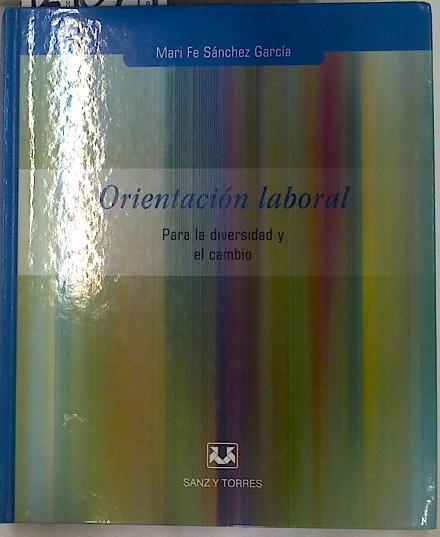 Mari Fe Sánchez García
Orientación laboral
Para la diversidad y
el cambio
SANZ Y TORRES